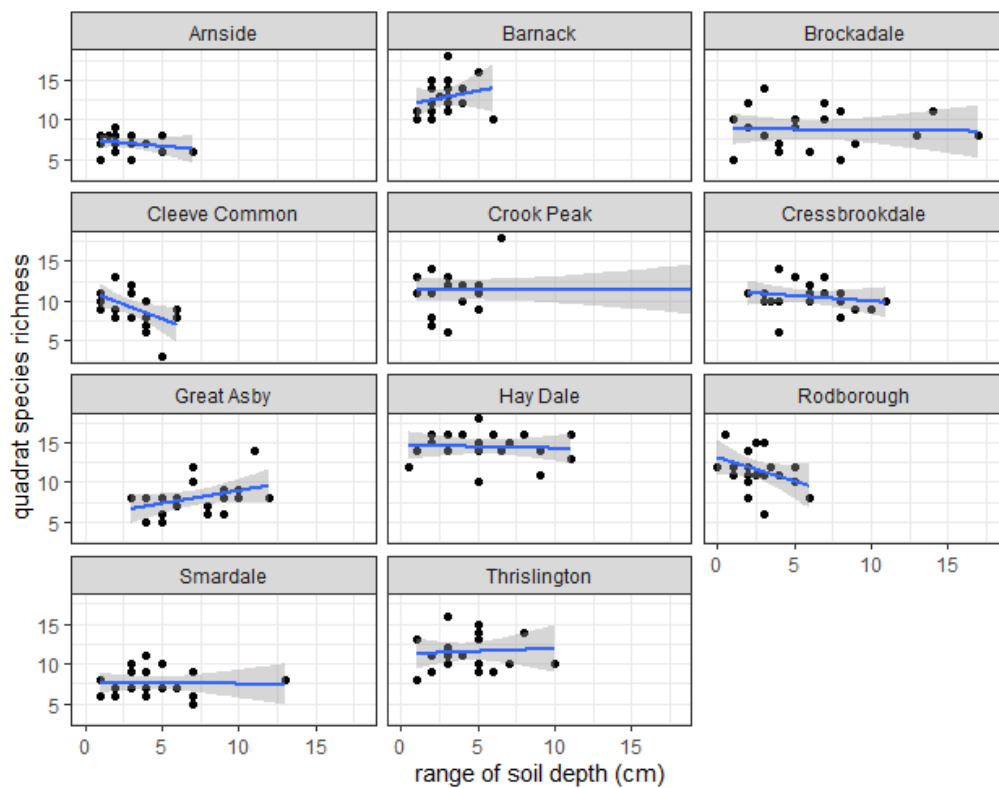 Arnside Barnack Brockadale
15
10
5
Cleeve Common Crook Peak Cressbrookdale
15
10
5
quadrat species richness
Great Asby Hay Dale Rodborough
15
10
5
0 5 10 15
Smardale Thrislington
15
10
5
0 5 10 15 0 5 10 15
range of soil depth (cm)